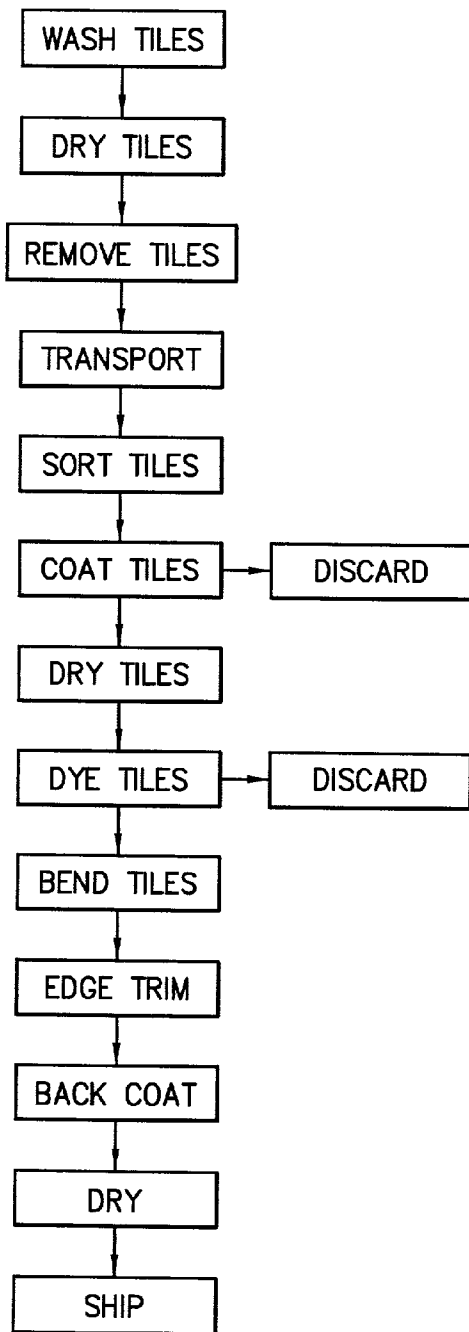 WASH TILES
DRY TILES
REMOVE TILES
TRANSPORT
SORT TILES
COAT TILES
DISCARD
DRY TILES
DYE TILES
DISCARD
BEND TILES
EDGE TRIM
BACK COAT
DRY
SHIP